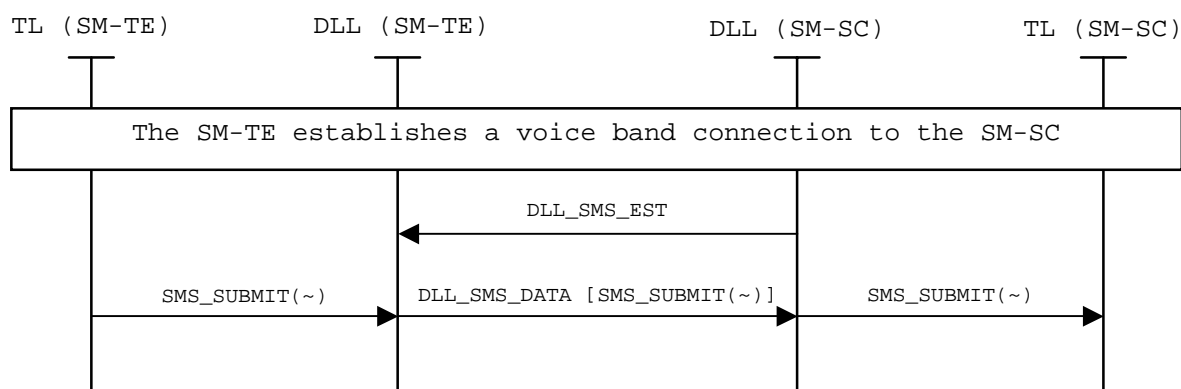 TL (SM-TE) DLL (SM-TE) DLL (SM-SC) TL (SM-SC)
The SM-TE establishes a voice band connection to the SM-SC
DLL_SMS_EST
SMS_SUBMIT(~) DLL_SMS_DATA [SMS_SUBMIT(~)] SMS_SUBMIT(~)